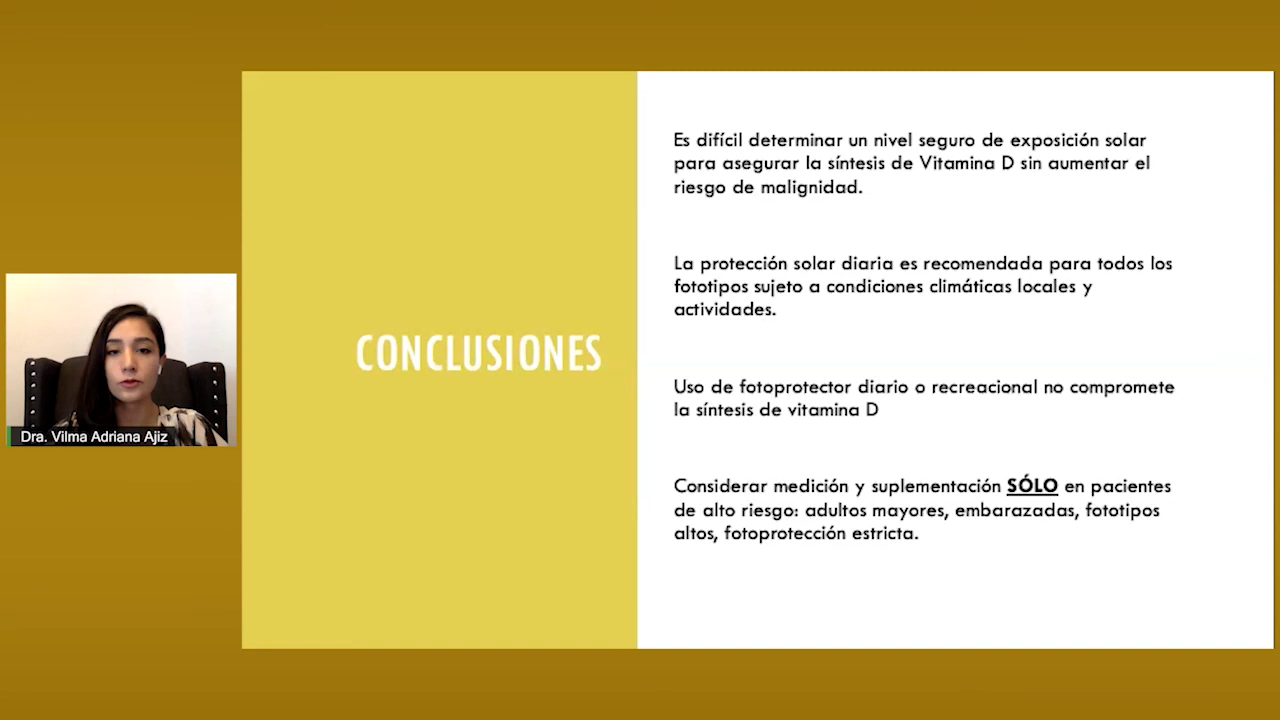 Es difícil determinar un nivel seguro de exposición solar
para asegurar la síntesis de Vitamina D sin aumentar el
riesgo de malignidad.
La protección solar diaria es recomendada para todos los
fototipos sujeto a condiciones climáticas locales y
actividades.
CONCLUSIONES
Uso de fotoprotector diario o recreacional no compromete
la síntesis de vitamina D
Considerar medición y suplementación SÓLO en pacientes
de alto riesgo: adultos mayores, embarazadas, fototipos
altos, fotoprotección estricta.
Dra. Vilma Adriana Ajiz